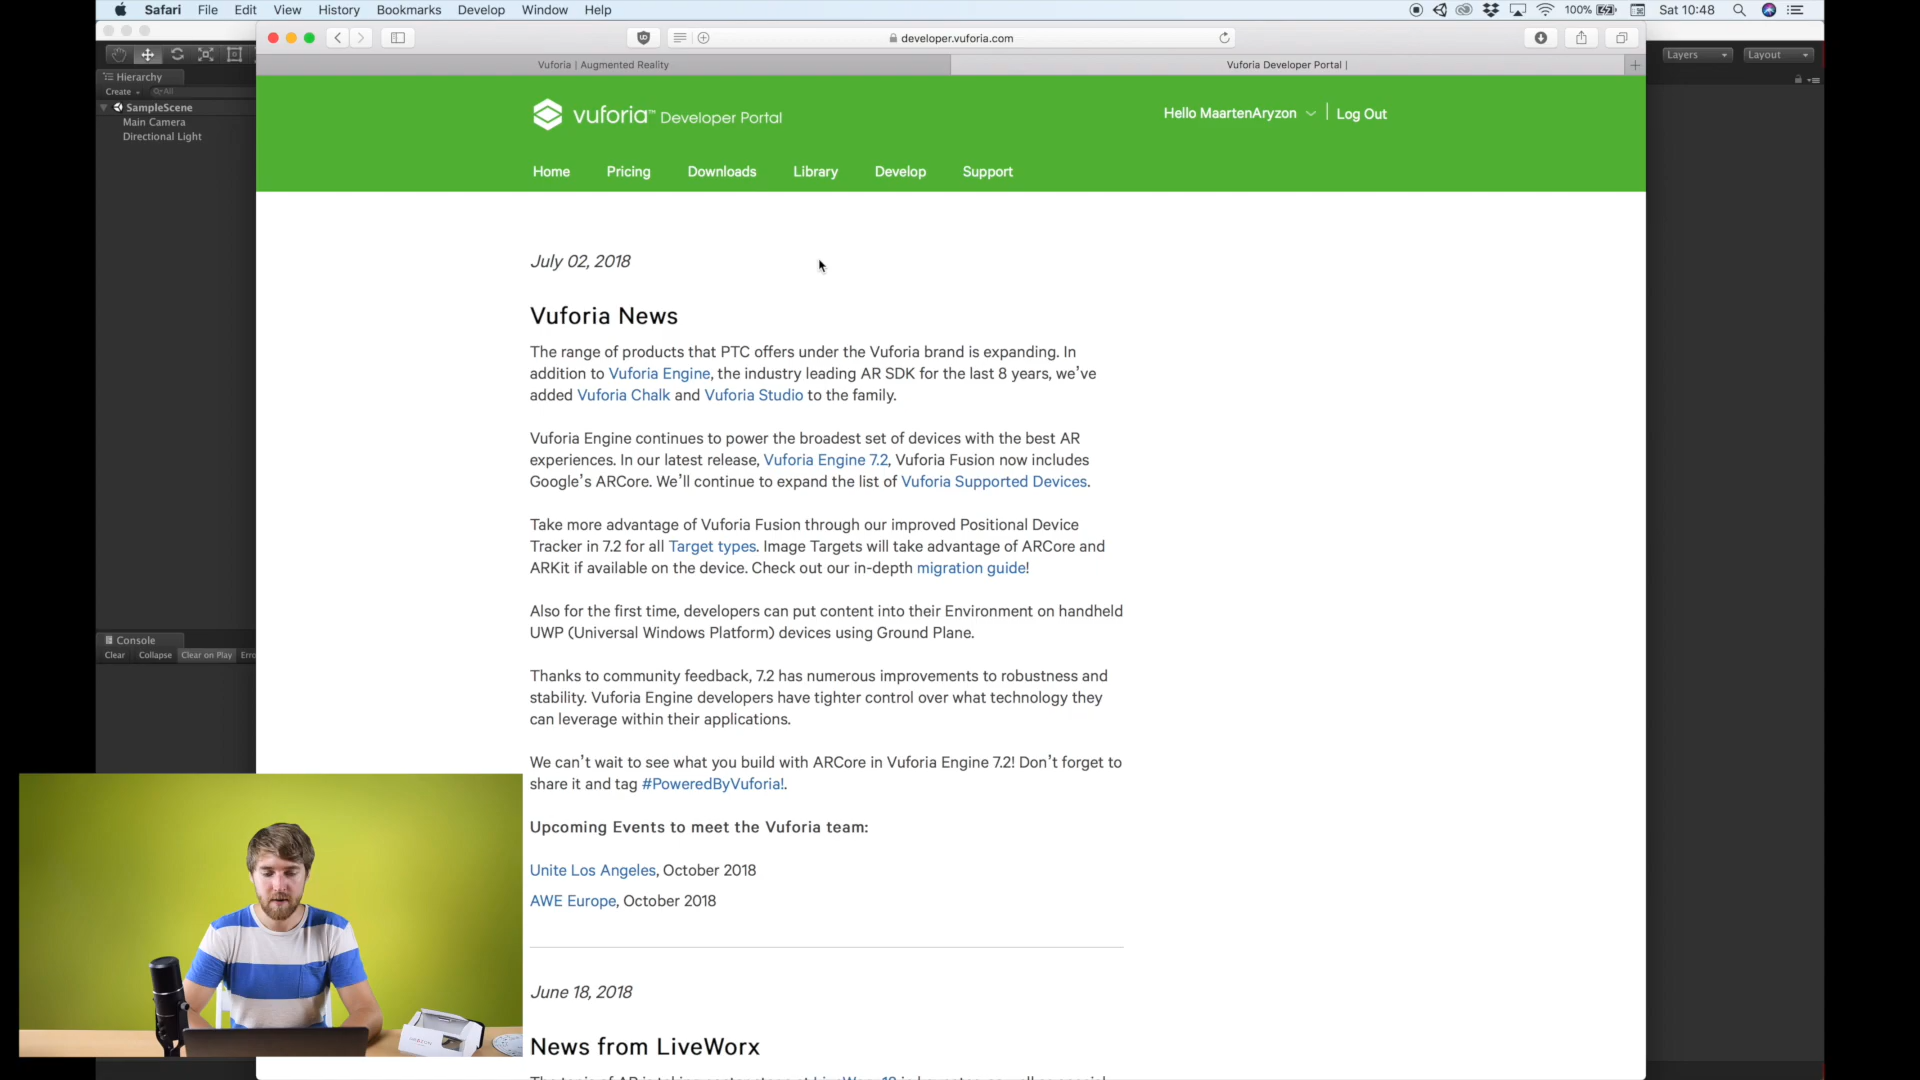 Safari File Edit View History Bookmarks Develop Window Help
100% Sat 10:48
developer.vuforia.com
Layers Layout
Vuforia | Augmented Reality
Vuforia Developer Portal |
Hierarchy
Create All
SampleScene
Main Camera
Directional Light
vuforia™ Developer Portal
Hello MaartenAryzon Log Out
Home Pricing Downloads Library Develop Support
July 02, 2018
Vuforia News
The range of products that PTC offers under the Vuforia brand is expanding. In
addition to Vuforia Engine, the industry leading AR SDK for the last 8 years, we've
added Vuforia Chalk and Vuforia Studio to the family.
Vuforia Engine continues to power the broadest set of devices with the best AR
experiences. In our latest release, Vuforia Engine 7.2, Vuforia Fusion now includes
Google's ARCore. We'll continue to expand the list of Vuforia Supported Devices.
Take more advantage of Vuforia Fusion through our improved Positional Device
Tracker in 7.2 for all Target types. Image Targets will take advantage of ARCore and
ARKit if available on the device. Check out our in-depth migration guide!
Also for the first time, developers can put content into their Environment on handheld
UWP (Universal Windows Platform) devices using Ground Plane.
Console
Clear Collapse Clear on Play Erro
Thanks to community feedback, 7.2 has numerous improvements to robustness and
stability. Vuforia Engine developers have tighter control over what technology they
can leverage within their applications.
We can't wait to see what you build with ARCore in Vuforia Engine 7.2! Don't forget to
share it and tag #PoweredByVuforia!.
Upcoming Events to meet the Vuforia team:
Unite Los Angeles, October 2018
AWE Europe, October 2018
June 18, 2018
News from LiveWorx